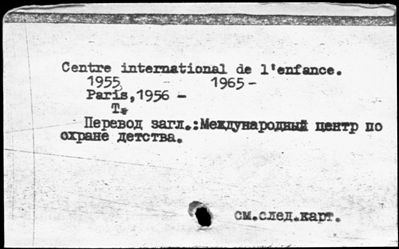 Centre international de l'enfance.
1955 - 1965 -
Paris, 1956 -
Т.
Перевод загл.: Международный центр по
охране детства.
см.след.карт.